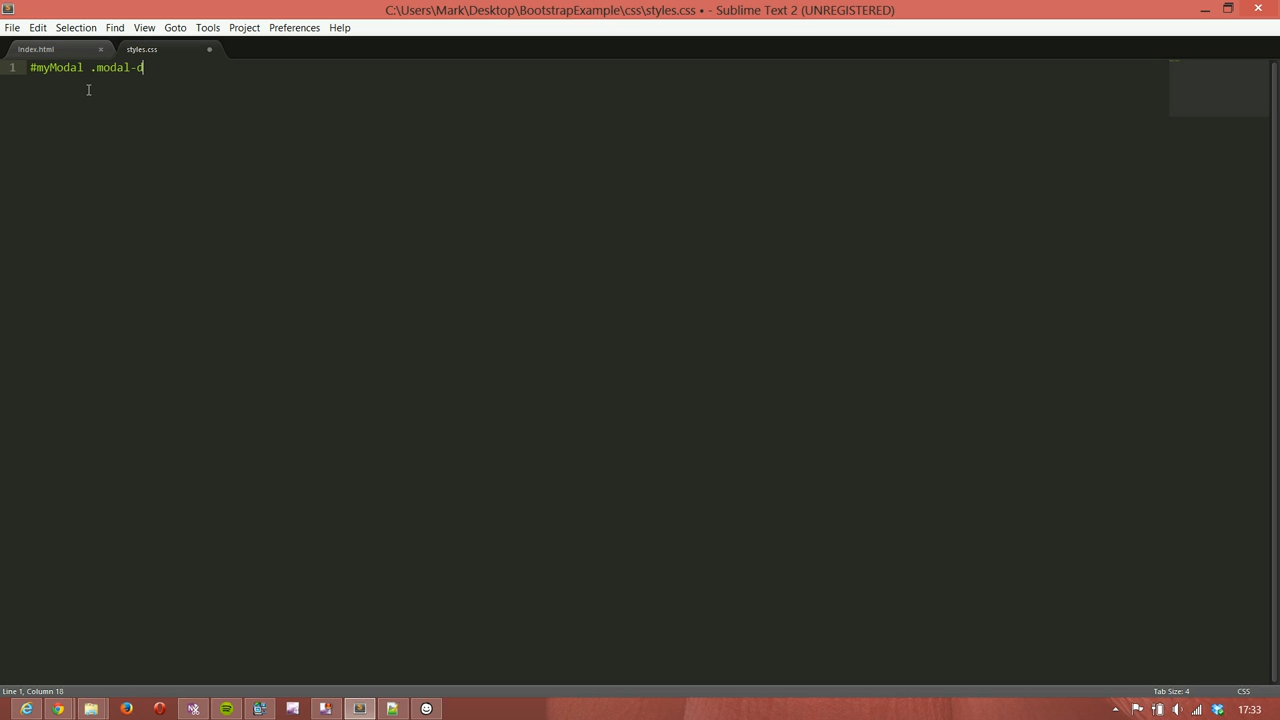 C:\Users\Mark\Desktop\BootstrapExample\css\styles.css • - Sublime Text 2 (UNREGISTERED)
File Edit Selection Find View Goto Tools Project Preferences Help
Index.html × styles.css
1 #myModal .modal-d
Line 1, Column 18 Tab Size: 4 CSS
17:33